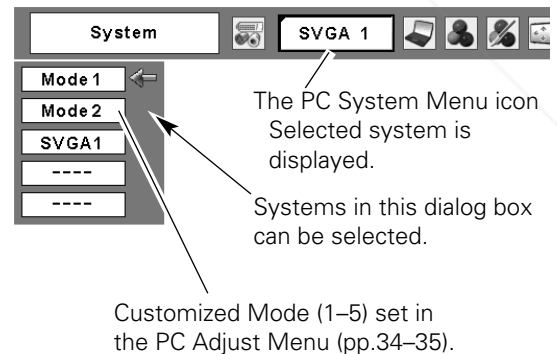 System
SVGA 1
Mode 1
Mode 2
SVGA1
----
----
The PC System Menu icon
Selected system is
displayed.
Systems in this dialog box
can be selected.
Customized Mode (1–5) set in
the PC Adjust Menu (pp.34–35).